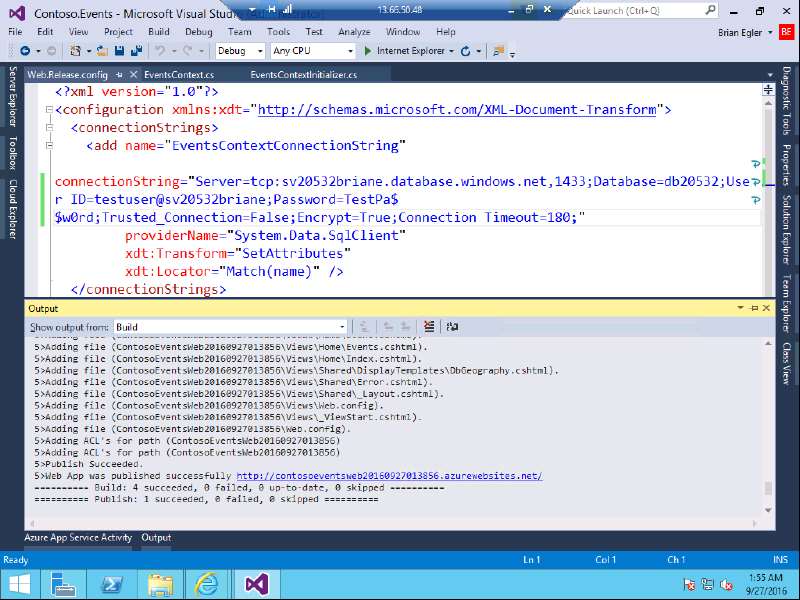 13.66.50.48
Contoso.Events - Microsoft Visual Studio
Quick Launch (Ctrl+Q)
File Edit View Project Build Debug Team Tools Test Analyze Window Help
Brian Egler BE
Debug Any CPU Internet Explorer
Web.Release.config EventsContext.cs EventsContextInitializer.cs
Server Explorer
Toolbox
Cloud Explorer
<?xml version="1.0"?>
<configuration xmlns:xdt="http://schemas.microsoft.com/XML-Document-Transform">
<connectionStrings>
<add name="EventsContextConnectionString"
connectionString="Server=tcp:sv20532briane.database.windows.net,1433;Database=db20532;Use
r ID=testuser@sv20532briane;Password=TestPa$
$w0rd;Trusted_Connection=False;Encrypt=True;Connection Timeout=180;"
providerName="System.Data.SqlClient"
xdt:Transform="SetAttributes"
xdt:Locator="Match(name)" />
</connectionStrings>
Diagnostic Tools
Properties
Solution Explorer
Team Explorer
Class View
Output
Show output from: Build
5>Adding file (ContosoEventsWeb20160927013856\Views\Home\Events.cshtml).
5>Adding file (ContosoEventsWeb20160927013856\Views\Home\Index.cshtml).
5>Adding file (ContosoEventsWeb20160927013856\Views\Shared\DisplayTemplates\DbGeography.cshtml).
5>Adding file (ContosoEventsWeb20160927013856\Views\Shared\Error.cshtml).
5>Adding file (ContosoEventsWeb20160927013856\Views\Shared\_Layout.cshtml).
5>Adding file (ContosoEventsWeb20160927013856\Views\Web.config).
5>Adding file (ContosoEventsWeb20160927013856\Views\_ViewStart.cshtml).
5>Adding file (ContosoEventsWeb20160927013856\Web.config).
5>Adding ACL's for path (ContosoEventsWeb20160927013856)
5>Adding ACL's for path (ContosoEventsWeb20160927013856)
5>Publish Succeeded.
5>Web App was published successfully http://contosoeventsweb20160927013856.azurewebsites.net/
========== Build: 4 succeeded, 0 failed, 0 up-to-date, 0 skipped ==========
========== Publish: 1 succeeded, 0 failed, 0 skipped ==========
Azure App Service Activity Output
Ready Ln 1 Col 1 Ch 1 INS
1:55 AM
9/27/2016